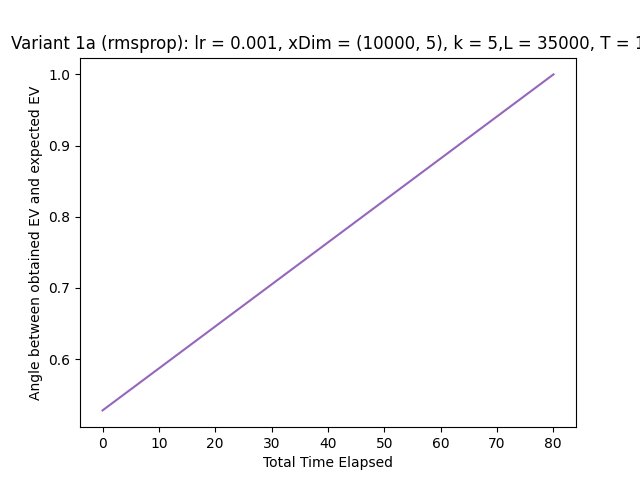 Variant 1a (rmsprop): lr = 0.001, xDim = (10000, 5), k = 5,L = 35000, T = 1
1.0
0.9
0.8
0.7
0.6
Angle between obtained EV and expected EV
0 10 20 30 40 50 60 70 80
Total Time Elapsed